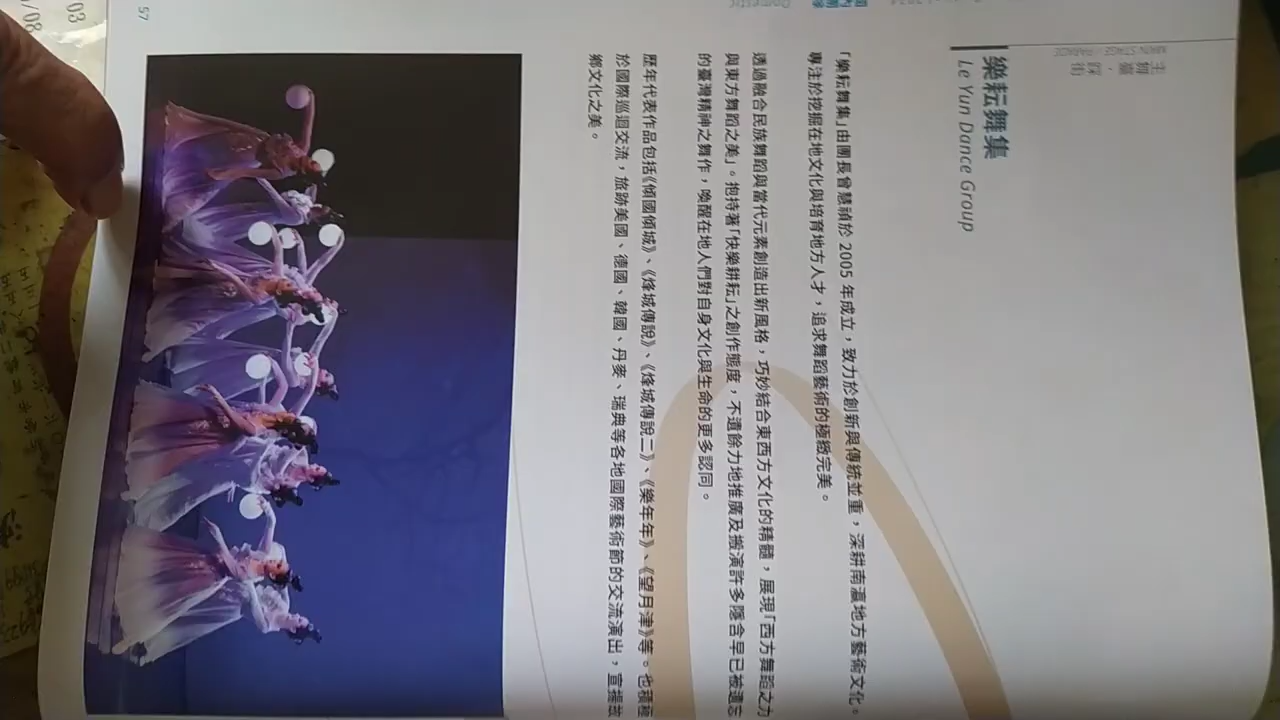 主舞臺．踩街
MAIN STAGE / PARADE
樂耘舞集
Le Yun Dance Group
「樂耘舞集」由團長曾慧禎於 2005 年成立，致力於創新與傳統並重，深耕南瀛地方藝術文化。
專注於挖掘在地文化與培育地方人才，追求舞蹈藝術的極緻完美。
透過融合民族舞蹈與當代元素創造出新風格，巧妙結合東西方文化的精髓，展現「西方舞蹈之力
與東方舞蹈之美」。抱持著「快樂耕耘」之創作態度，不遺餘力地推廣及搬演許多隱含早已被遺忘
的臺灣精神之舞作，喚醒在地人們對自身文化與生命的更多認同。
歷年代表作品包括《傾國傾城》、《烽城傳說》、《烽城傳說二》、《樂年年》、《望月津》等。也積極
於國際巡迴交流，旅跡美國、德國、韓國、丹麥、瑞典等各地國際藝術節的交流演出，宣揚故
鄉文化之美。
57